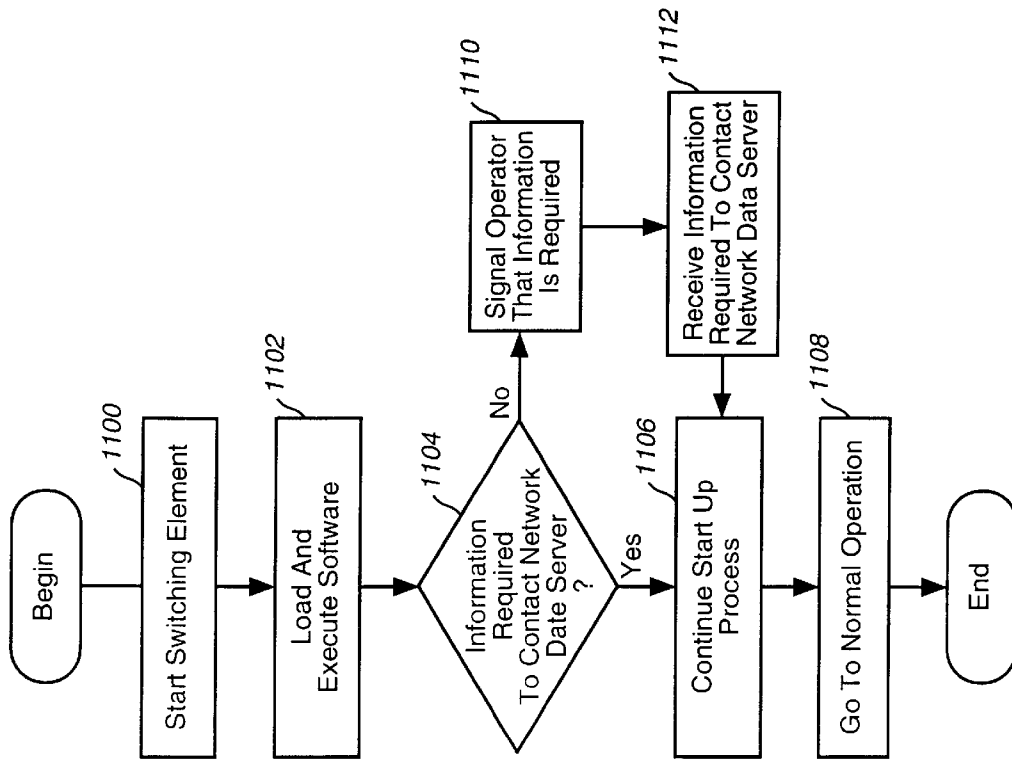 Begin
1100
Start Switching Element
1102
Load And
Execute Software
1104
Information
Required
To Contact Network
Date Server
?
No
Yes
1110
Signal Operator
That Information
Is Required
1112
Receive Information
Required To Contact
Network Data Server
1106
Continue Start Up
Process
1108
Go To Normal Operation
End